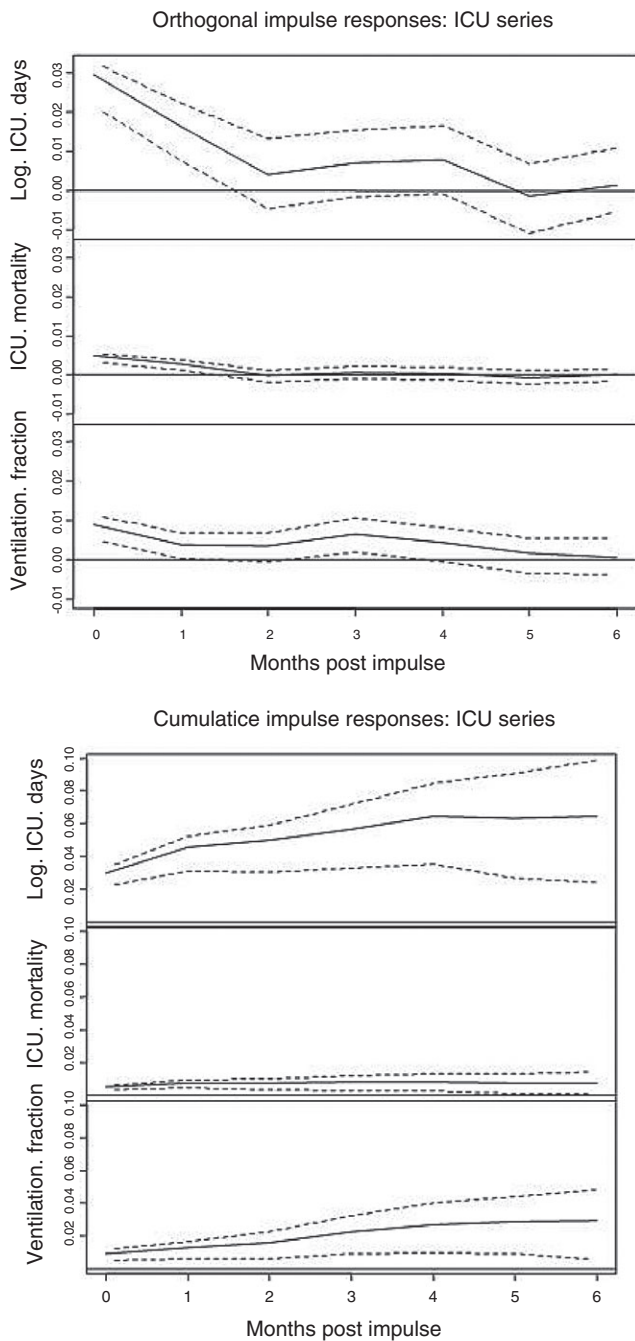 Orthogonal impulse responses: ICU series
Log. ICU. days
0.03
0.02
0.01
0.00
-0.01
ICU. mortality
0.03
0.02
0.01
0.00
-0.01
Ventilation. fraction
0.03
0.02
0.01
0.00
-0.01
0 1 2 3 4 5 6
Months post impulse
Cumulatice impulse responses: ICU series
Log. ICU. days
0.10
0.08
0.06
0.04
0.02
0.10
ICU. mortality
0.08
0.06
0.04
0.02
0.10
Ventilation. fraction
0.08
0.06
0.04
0.02
0 1 2 3 4 5 6
Months post impulse